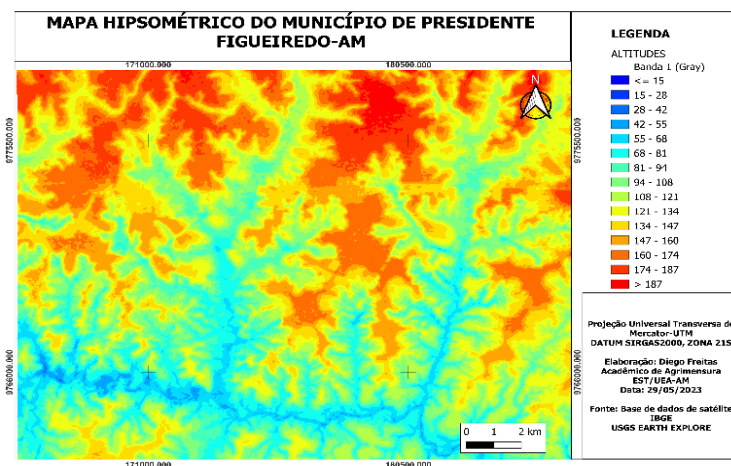 MAPA HIPSOMÉTRICO DO MUNICÍPIO DE PRESIDENTE
FIGUEIREDO-AM
171000.000
180500.000
N
9775500.000
9775500.000
9766000.000
9766000.000
0 1 2 km
171000.000
180500.000
LEGENDA
ALTITUDES
Banda 1 (Gray)
<= 15
15 - 28
28 - 42
42 - 55
55 - 68
68 - 81
81 - 94
94 - 108
108 - 121
121 - 134
134 - 147
147 - 160
160 - 174
174 - 187
> 187
Projeção Universal Transversa de
Mercator-UTM
DATUM SIRGAS2000, ZONA 21S
Elaboração: Diego Freitas
Acadêmico de Agrimensura
EST/UEA-AM
Data: 29/05/2023
Fonte: Base de dados de satélite
IBGE
USGS EARTH EXPLORE